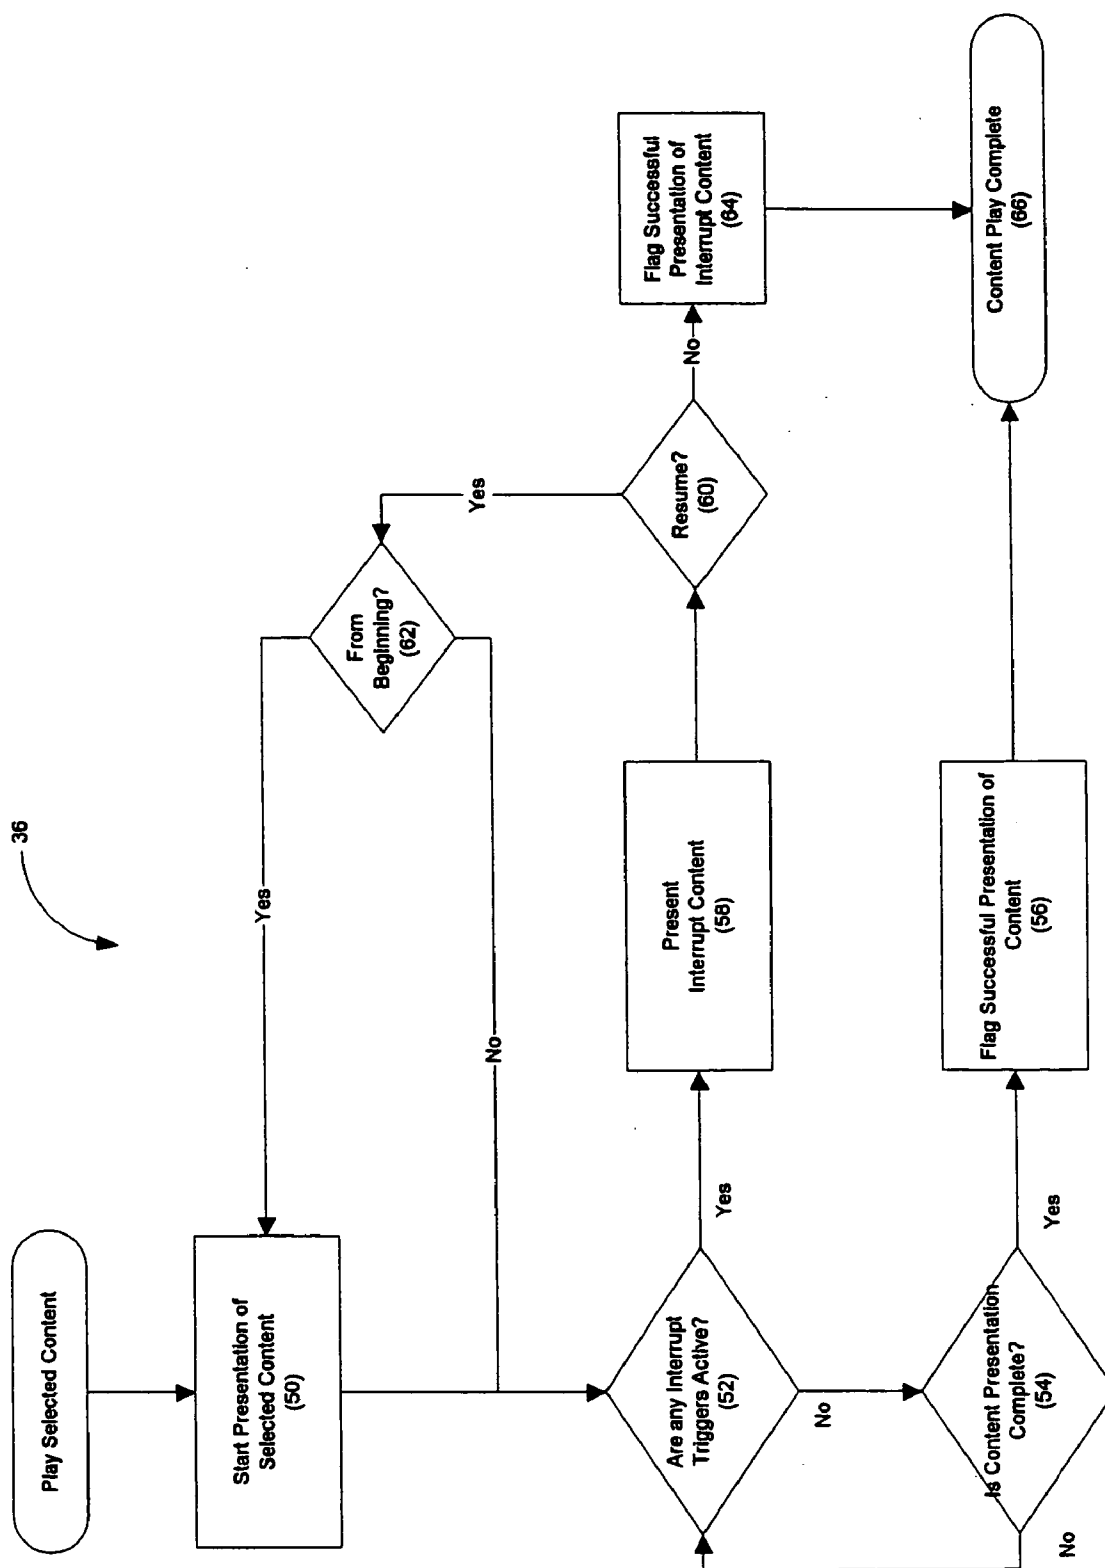 36
Play Selected Content
Start Presentation of
Selected Content
(50)
Yes
From
Beginning?
(62)
Yes
No
Are any Interrupt
Triggers Active?
(52)
Yes
Present
Interrupt Content
(58)
Resume?
(60)
No
Flag Successful
Presentation of
Interrupt Content
(64)
No
Is Content Presentation
Complete?
(54)
No
Yes
Flag Successful Presentation of
Content
(56)
Content Play Complete
(66)